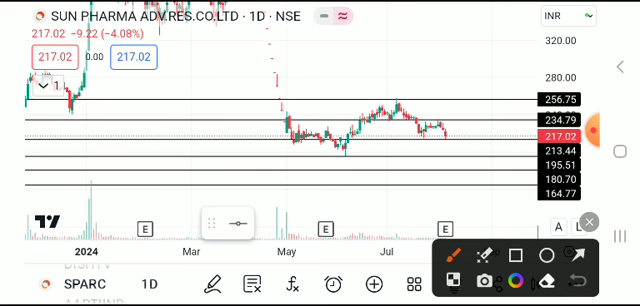 SUN PHARMA ADV.RES.CO.LTD · 1D · NSE
INR
217.02 −9.22 (−4.08%)
217.02 0.00 217.02
1
320.00
280.00
256.75
234.79
217.02
213.44
195.51
180.70
164.77
E E E
A L
2024 Mar May Jul
DISHTV
SPARC 1D